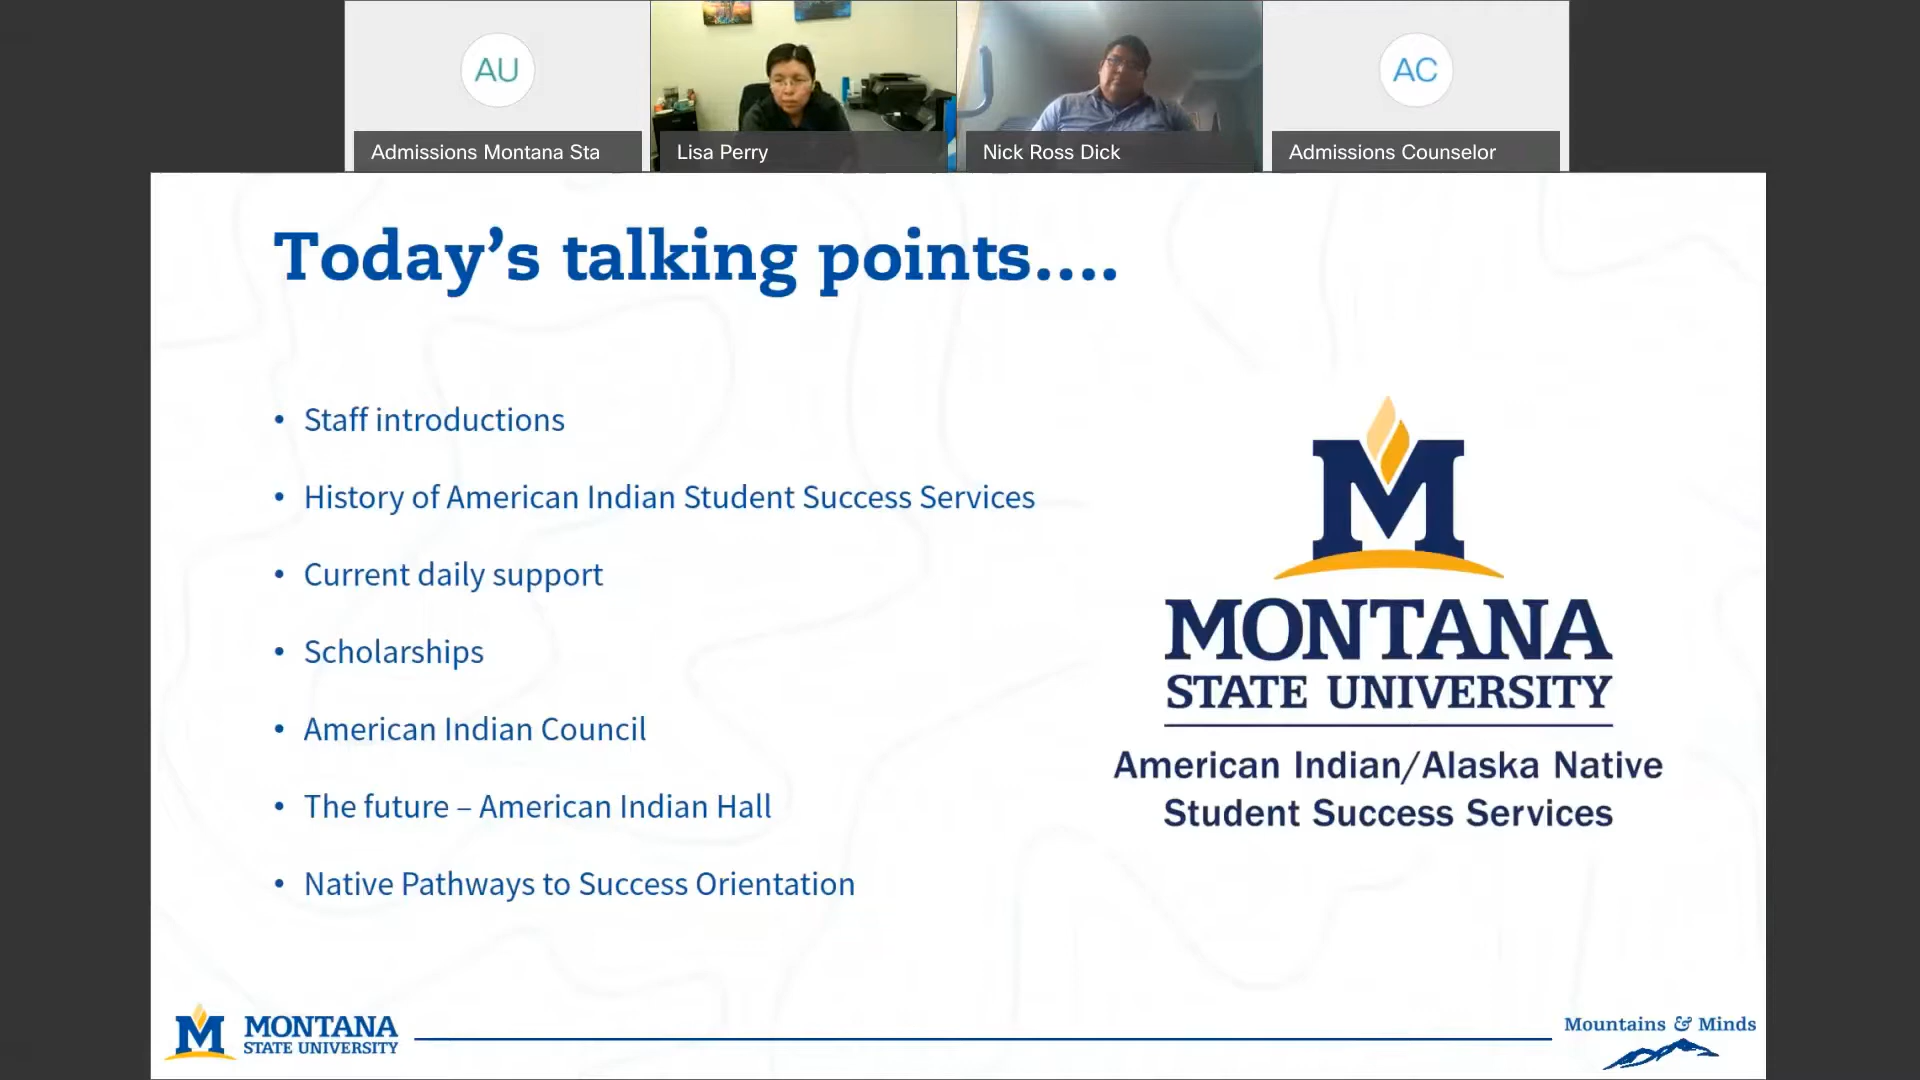 AU
AC
Admissions Montana Sta
Lisa Perry
Nick Ross Dick
Admissions Counselor
Today’s talking points....
• Staff introductions
• History of American Indian Student Success Services
• Current daily support
• Scholarships
• American Indian Council
• The future – American Indian Hall
• Native Pathways to Success Orientation
M
MONTANA
STATE UNIVERSITY
American Indian/Alaska Native
Student Success Services
M
MONTANA
STATE UNIVERSITY
Mountains & Minds